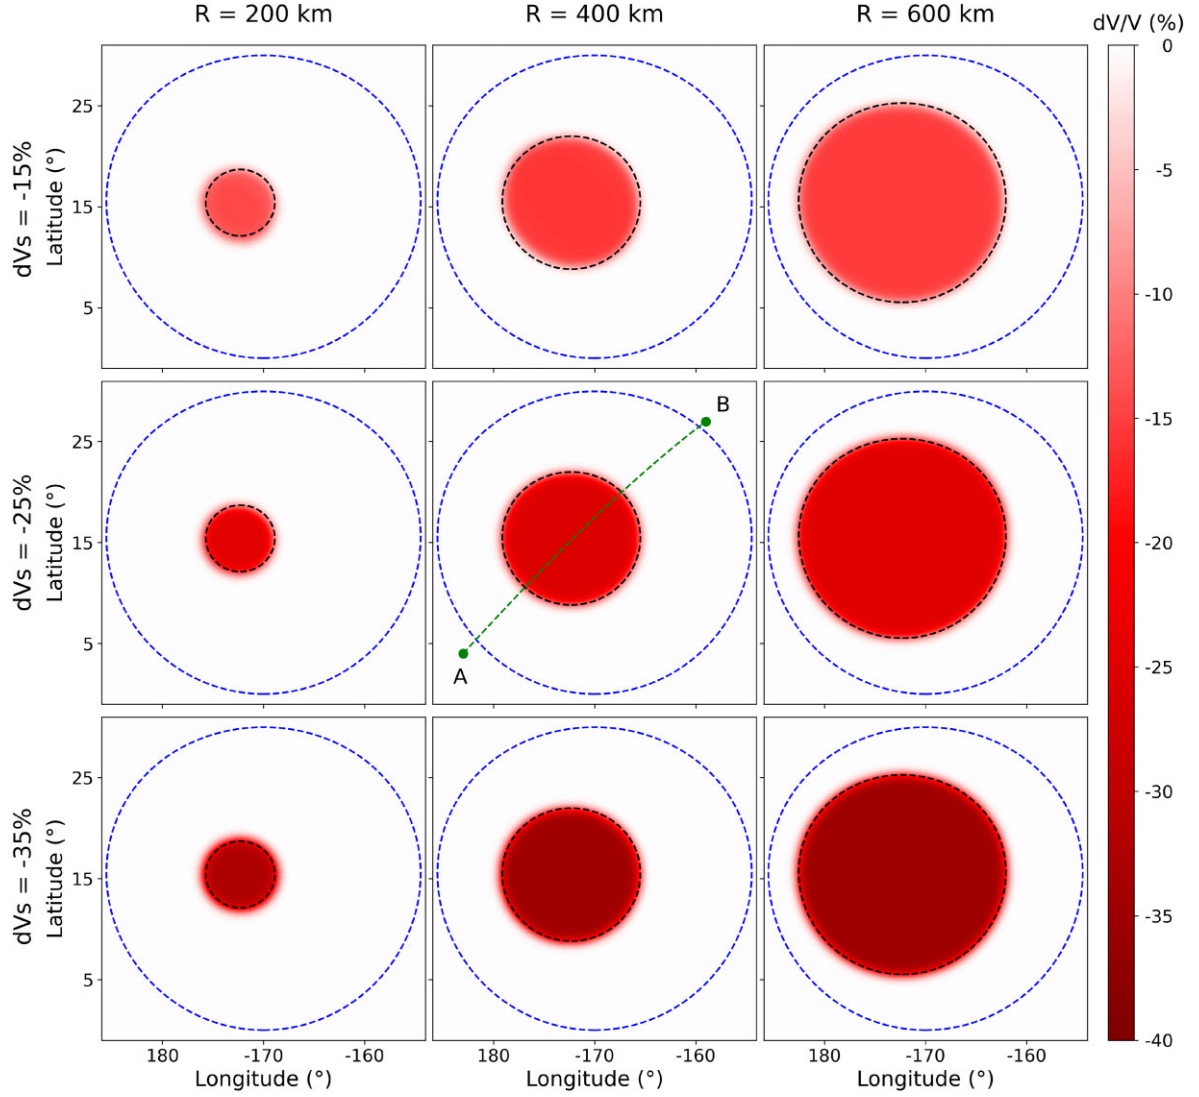 R = 200 km
R = 400 km
R = 600 km
dV/V (%)
dVs = -15%
Latitude (°)
25
15
5
dVs = -25%
Latitude (°)
25
15
5
B
A
dVs = -35%
Latitude (°)
25
15
5
180 -170 -160
180 -170 -160
180 -170 -160
Longitude (°)
Longitude (°)
Longitude (°)
0
-5
-10
-15
-20
-25
-30
-35
-40